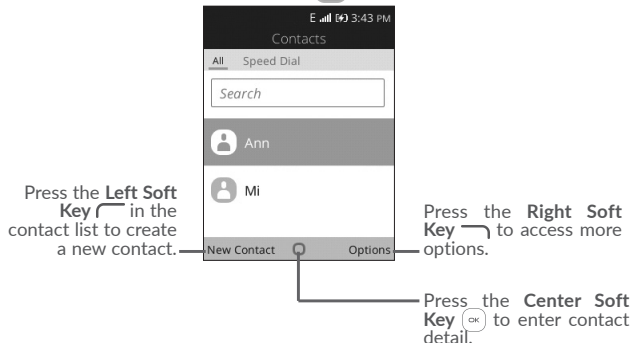 E 3:43 PM
Contacts
All Speed Dial
Search
Ann
Mi
New Contact Options
Press the Left Soft
Key in the
contact list to create
a new contact.
Press the Right Soft
Key to access more
options.
Press the Center Soft
Key OK to enter contact
detail.